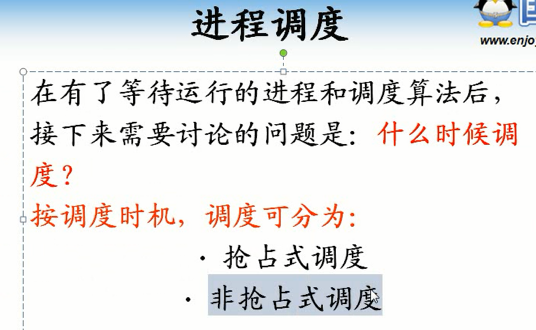 进程调度
www.enjoy
在有了等待运行的进程和调度算法后，
接下来需要讨论的问题是：什么时候调
度？
按调度时机，调度可分为：
· 抢占式调度
· 非抢占式调度